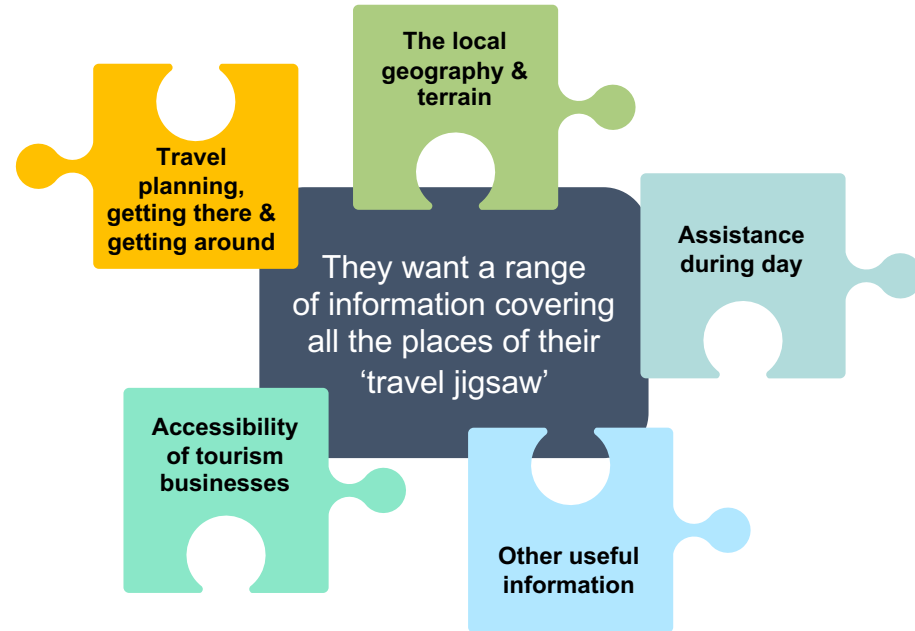 The local
geography &
terrain
Travel
planning,
getting there &
getting around
Assistance
during day
They want a range
of information covering
all the places of their
‘travel jigsaw’
Accessibility
of tourism
businesses
Other useful
information